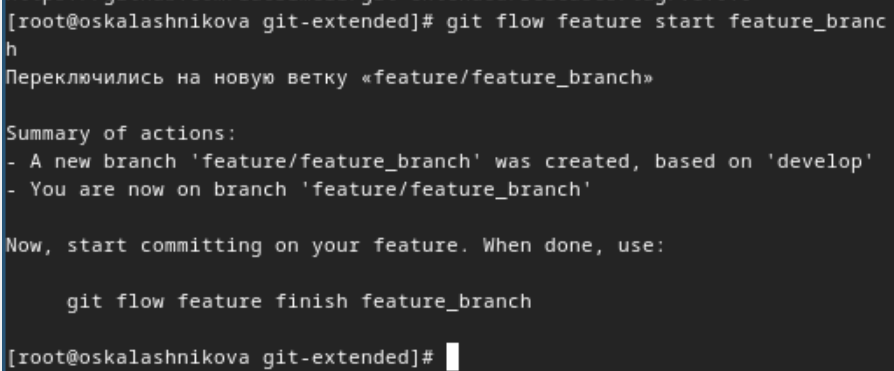 [root@oskalashnikova git-extended]# git flow feature start feature_branc
h
Переключились на новую ветку «feature/feature_branch»
Summary of actions:
- A new branch 'feature/feature_branch' was created, based on 'develop'
- You are now on branch 'feature/feature_branch'
Now, start committing on your feature. When done, use:
git flow feature finish feature_branch
[root@oskalashnikova git-extended]#